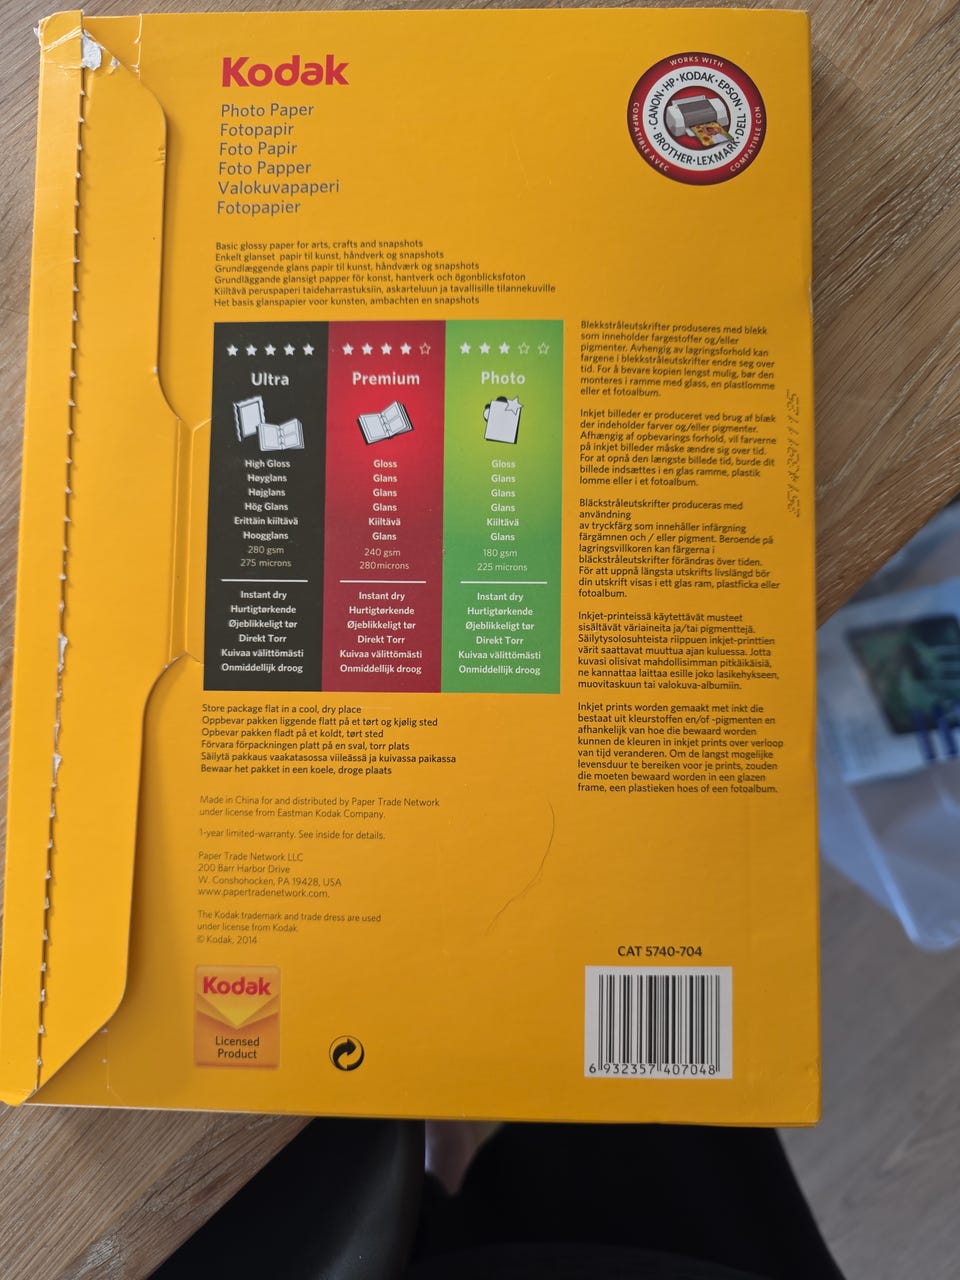 Kodak
Photo Paper
Fotopapir
Foto Papir
Foto Papper
Valokuvapaperi
Fotopapier
WORKS WITH
COMPATIBLE AVEC
COMPATIBLE CON
CANON · HP · KODAK · EPSON · DELL
BROTHER · LEXMARK
Basic glossy paper for arts, crafts and snapshots
Enkelt glanset papir til kunst, håndverk og snapshots
Grundlæggende glans papir til kunst, håndværk og snapshots
Grundläggande glansigt papper för konst, hantverk och ögonblicksfoton
Kiiltävä peruspaperi taideharrastuksiin, askarteluun ja tavallisille tilannekuville
Het basis glanspapier voor kunsten, ambachten en snapshots
Ultra
High Gloss
Høyglans
Højglans
Hög Glans
Erittäin kiiltävä
Hoogglans
280 gsm
275 microns
Instant dry
Hurtigtørkende
Øjeblikkeligt tør
Direkt Torr
Kuivaa välittömästi
Onmiddellijk droog
Premium
Gloss
Glans
Glans
Glans
Kiiltävä
Glans
240 gsm
280microns
Instant dry
Hurtigtørkende
Øjeblikkeligt tør
Direkt Torr
Kuivaa välittömästi
Onmiddellijk droog
Photo
Gloss
Glans
Glans
Glans
Kiiltävä
Glans
180 gsm
225 microns
Instant dry
Hurtigtørkende
Øjeblikkeligt tør
Direkt Torr
Kuivaa välittömästi
Onmiddellijk droog
Blekkstråleutskrifter produseres med blekk
som inneholder fargestoffer og/eller
pigmenter. Avhengig av lagringsforhold kan
fargene i blekkstråleutskrifter endre seg over
tid. For å bevare kopien lengst mulig, bør den
monteres i ramme med glass, en plastlomme
eller et fotoalbum.
Inkjet billeder er produceret ved brug af blæk
der indeholder farver og/eller pigmenter.
Afhængig af opbevarings forhold, vil farverne
på inkjet billeder måske ændre sig over tid.
For at opnå den længste billede tid, burde dit
billede indsættes i en glas ramme, plastik
lomme eller i et fotoalbum.
Bläckstråleutskrifter produceras med
användning
av tryckfärg som innehåller infärgning
färgämnen och / eller pigment. Beroende på
lagringsvillkoren kan färgerna i
bläckstråleutskrifter förändras över tiden.
För att uppnå längsta utskrifts livslängd bör
din utskrift visas i ett glas ram, plastficka eller
fotoalbum.
Inkjet-printeissä käytettävät musteet
sisältävät väriaineita ja/tai pigmenttejä.
Säilytysolosuhteista riippuen inkjet-printtien
värit saattavat muuttua ajan kuluessa. Jotta
kuvasi olisivat mahdollisimman pitkäikäisiä,
ne kannattaa laittaa esille joko lasikehykseen,
muovitaskuun tai valokuva-albumiin.
Inkjet prints worden gemaakt met inkt die
bestaat uit kleurstoffen en/of -pigmenten en
afhankelijk van hoe die bewaard worden
kunnen de kleuren in inkjet prints over verloop
van tijd veranderen. Om de langst mogelijke
levensduur te bereiken voor je prints, zouden
die moeten bewaard worden in een glazen
frame, een plastieken hoes of een fotoalbum.
Store package flat in a cool, dry place
Oppbevar pakken liggende flatt på et tørt og kjølig sted
Opbevar pakken fladt på et koldt, tørt sted
Förvara förpackningen platt på en sval, torr plats
Säilytä pakkaus vaakatasossa viileässä ja kuivassa paikassa
Bewaar het pakket in een koele, droge plaats
Made in China for and distributed by Paper Trade Network
under license from Eastman Kodak Company.
1-year limited-warranty. See inside for details.
Paper Trade Network LLC
200 Barr Harbor Drive
W. Conshohocken, PA 19428, USA
www.papertradenetwork.com.
The Kodak trademark and trade dress are used
under license from Kodak.
© Kodak, 2014
Kodak
Licensed
Product
CAT 5740-704
6 932357 407048